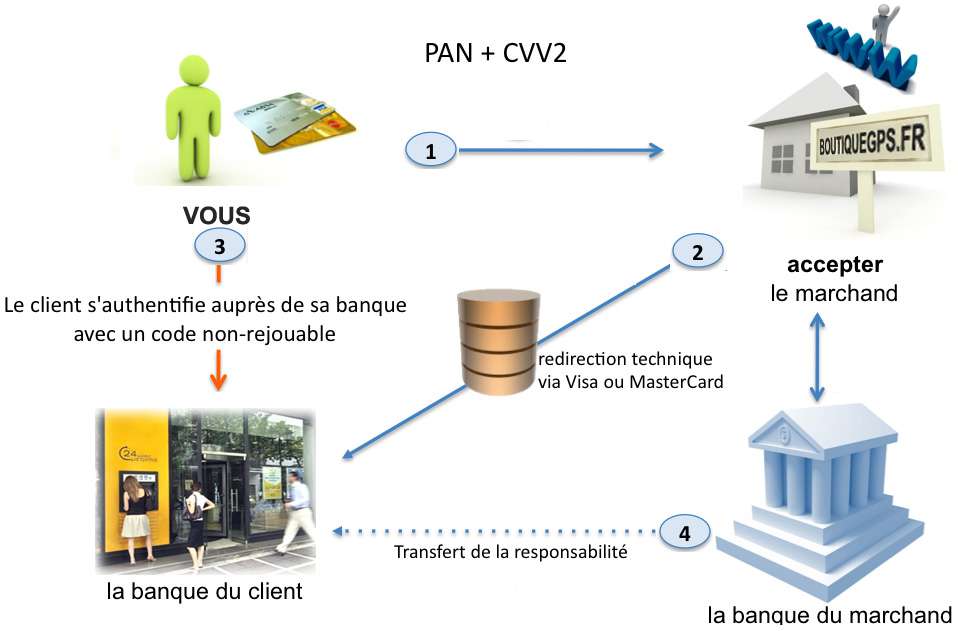 PAN + CVV2
WWW
1
BOUTIQUEGPS.FR
VOUS
3
2
accepter
le marchand
Le client s'authentifie auprès de sa banque
avec un code non-rejouable
redirection technique
via Visa ou MasterCard
24
4
Transfert de la responsabilité
la banque du client
la banque du marchand